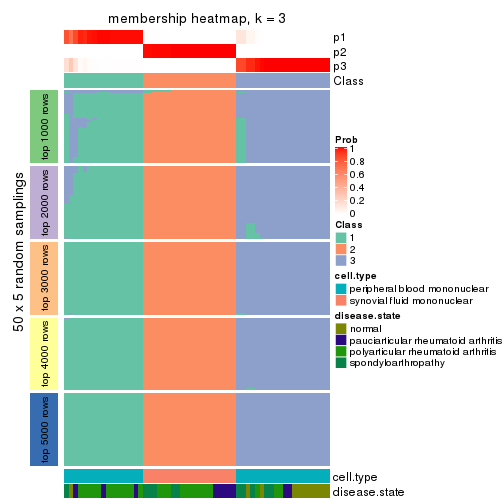 membership heatmap, k = 3
p1
p2
p3
Class
50 x 5 random samplings
top 1000 rows
top 2000 rows
top 3000 rows
top 4000 rows
top 5000 rows
Prob
1
0.8
0.6
0.4
0.2
0
Class
1
2
3
cell.type
peripheral blood mononuclear
synovial fluid mononuclear
disease.state
normal
pauciarticular rheumatoid arthritis
polyarticular rheumatoid arthritis
spondyloarthropathy
cell.type
disease.state